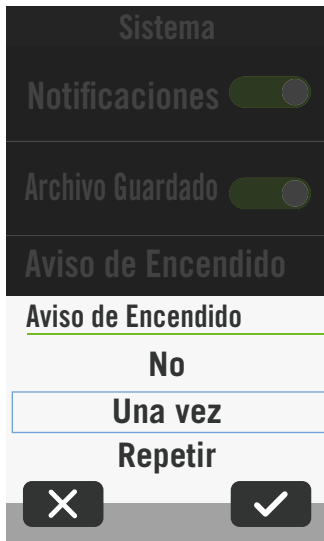 Sistema
Notificaciones
Archivo Guardado
Aviso de Encendido
Aviso de Encendido
No
Una vez
Repetir